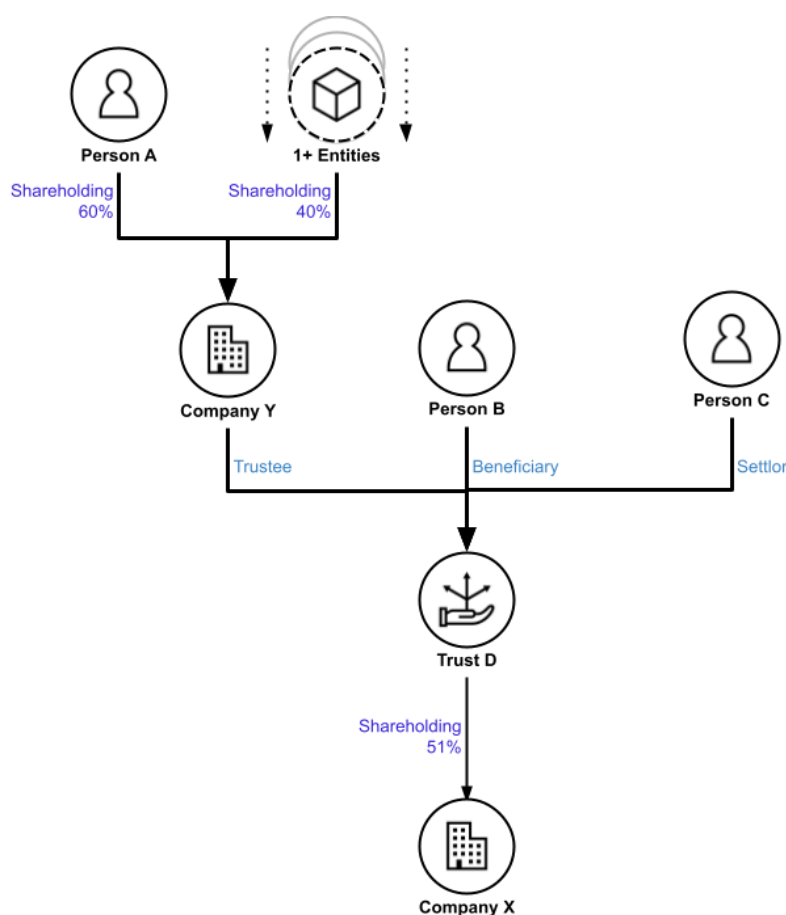 Person A
1+ Entities
Shareholding
60%
Shareholding
40%
Company Y
Person B
Person C
Trustee
Beneficiary
Settlor
Trust D
Shareholding
51%
Company X